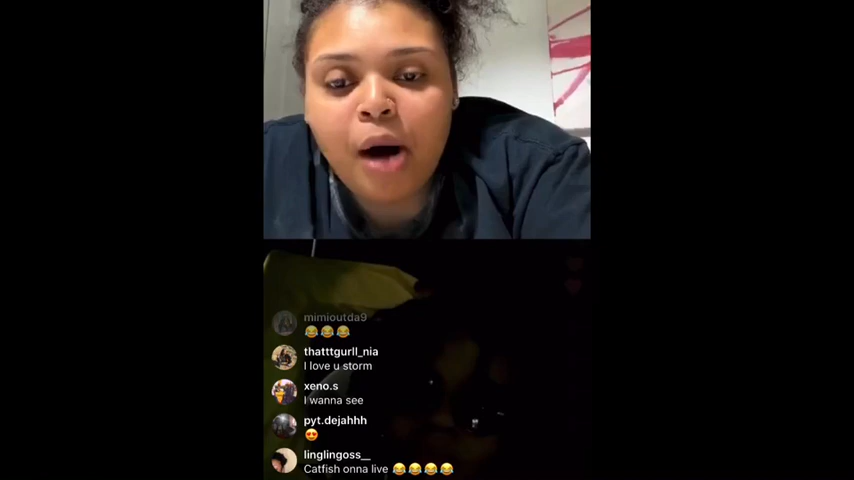 mimioutda9
😂😂😂
thatttgurll_nia
I love u storm
xeno.s
I wanna see
pyt.dejahhh
😍
linglingoss__
Catfish onna live 😂😂😂😂